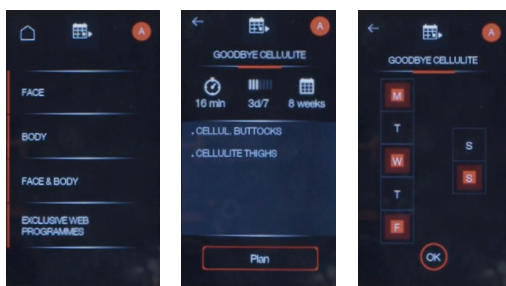 A
FACE
BODY
FACE & BODY
EXCLUSIVE WEB
PROGRAMMES
A
GOODBYE CELLULITE
16 min 3d/7 8 weeks
. CELLUL. BUTTOCKS
. CELLULITE THIGHS
Plan
A
GOODBYE CELLULITE
M
T
W
T
F
S
S
OK